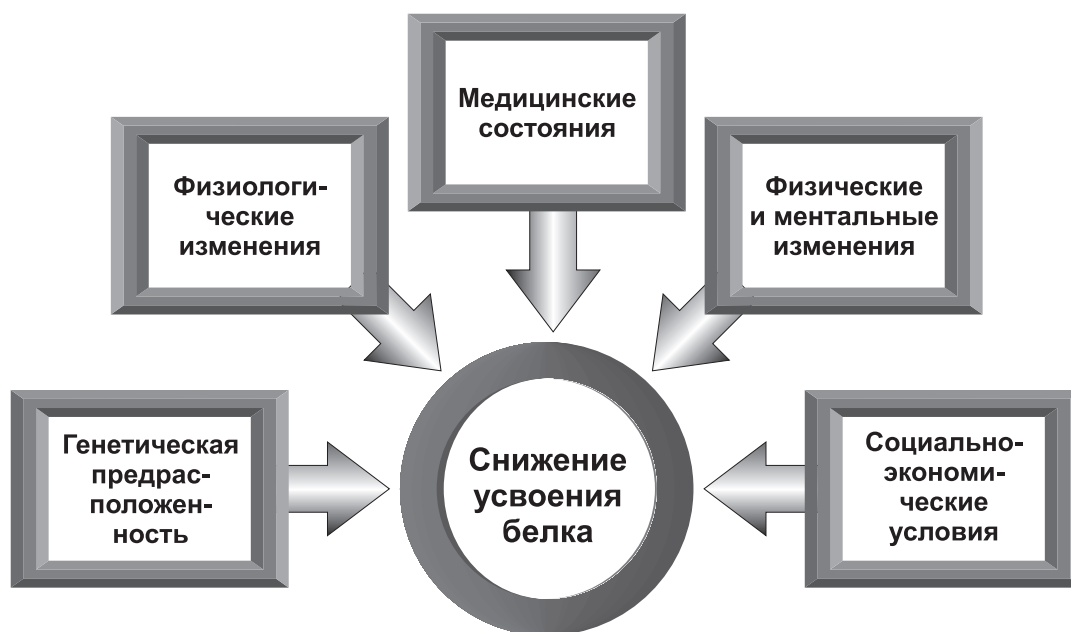 Медицинские
состояния
Физиологи-
ческие
изменения
Физические
и ментальные
изменения
Генетическая
предрас-
положен-
ность
Снижение
усвоения
белка
Социально-
экономи-
ческие
условия